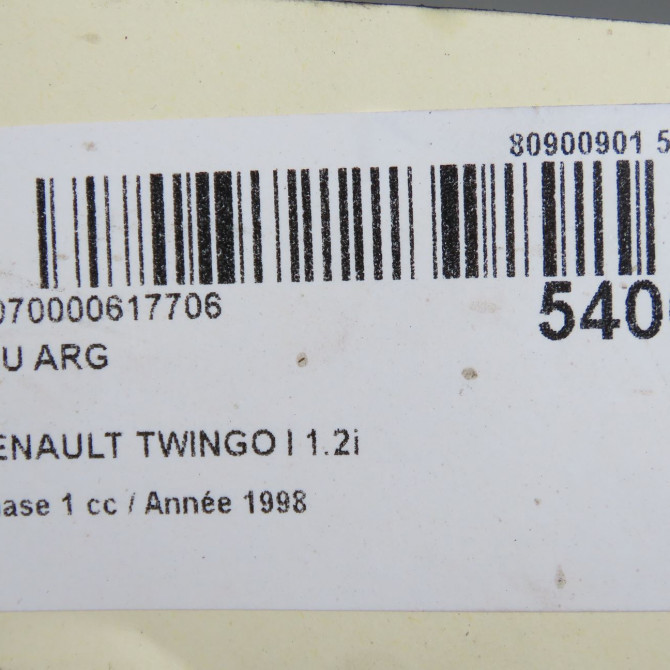 80900901 5
070000617706
540
U ARG
ENAULT TWINGO I 1.2i
ase 1 cc / Année 1998